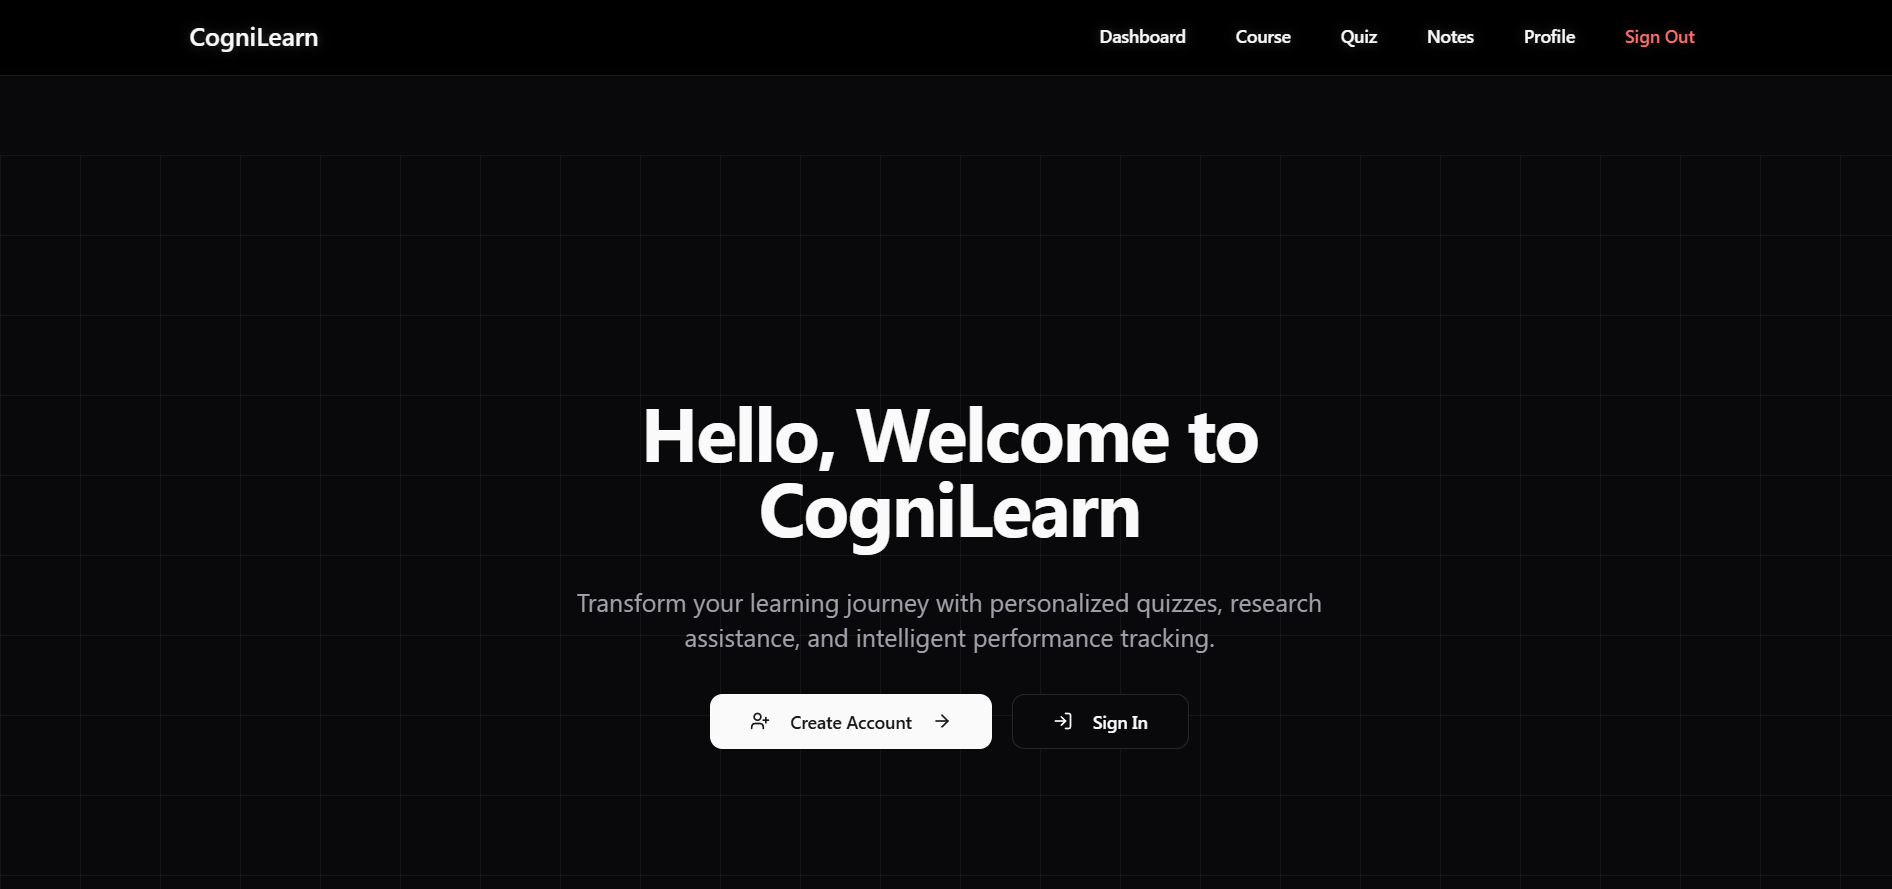 CogniLearn
Dashboard Course Quiz Notes Profile Sign Out
Hello, Welcome to
CogniLearn
Transform your learning journey with personalized quizzes, research
assistance, and intelligent performance tracking.
Create Account
Sign In